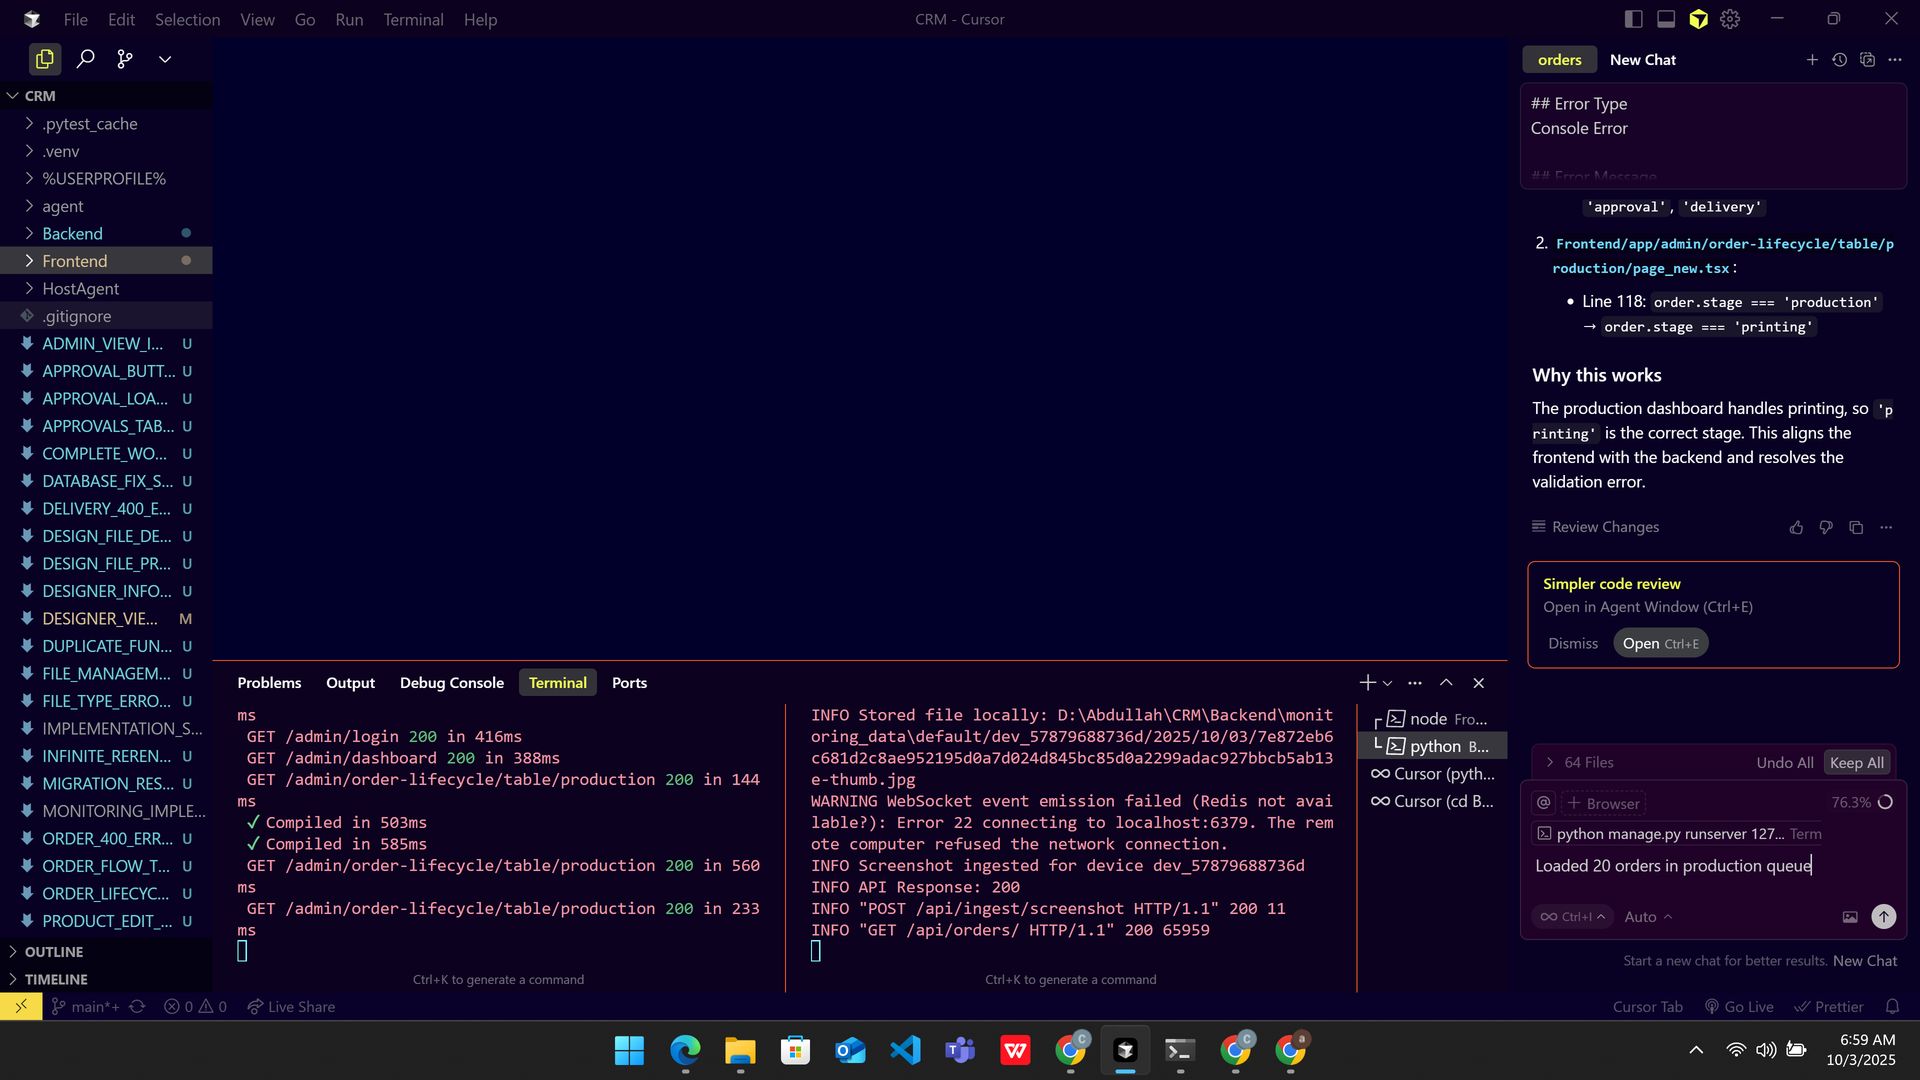 File Edit Selection View Go Run Terminal Help
CRM - Cursor
CRM
.pytest_cache
.venv
%USERPROFILE%
agent
Backend
Frontend
HostAgent
.gitignore
ADMIN_VIEW_I... U
APPROVAL_BUTT... U
APPROVAL_LOA... U
APPROVALS_TAB... U
COMPLETE_WO... U
DATABASE_FIX_S... U
DELIVERY_400_E... U
DESIGN_FILE_DE... U
DESIGN_FILE_PR... U
DESIGNER_INFO... U
DESIGNER_VIE... M
DUPLICATE_FUN... U
FILE_MANAGEM... U
FILE_TYPE_ERRO... U
IMPLEMENTATION_S...
INFINITE_REREN... U
MIGRATION_RES... U
MONITORING_IMPLE...
ORDER_400_ERR... U
ORDER_FLOW_T... U
ORDER_LIFECYC... U
PRODUCT_EDIT_... U
OUTLINE
TIMELINE
Problems Output Debug Console Terminal Ports
ms
GET /admin/login 200 in 416ms
GET /admin/dashboard 200 in 388ms
GET /admin/order-lifecycle/table/production 200 in 144
ms
✓ Compiled in 503ms
✓ Compiled in 585ms
GET /admin/order-lifecycle/table/production 200 in 560
ms
GET /admin/order-lifecycle/table/production 200 in 233
ms
Ctrl+K to generate a command
INFO Stored file locally: D:\Abdullah\CRM\Backend\monit
oring_data\default/dev_57879688736d/2025/10/03/7e872eb6
c681d2c8ae952195d0a7d024d845bc85d0a2299adac927bbcb5ab13
e-thumb.jpg
WARNING WebSocket event emission failed (Redis not avai
lable?): Error 22 connecting to localhost:6379. The rem
ote computer refused the network connection.
INFO Screenshot ingested for device dev_57879688736d
INFO API Response: 200
INFO "POST /api/ingest/screenshot HTTP/1.1" 200 11
INFO "GET /api/orders/ HTTP/1.1" 200 65959
Ctrl+K to generate a command
node Fro...
python B...
Cursor (pyth...
Cursor (cd B...
orders New Chat
## Error Type
Console Error
## Error Message
'approval', 'delivery'
2. Frontend/app/admin/order-lifecycle/table/p
roduction/page_new.tsx:
• Line 118: order.stage === 'production'
→ order.stage === 'printing'
Why this works
The production dashboard handles printing, so 'p
rinting' is the correct stage. This aligns the
frontend with the backend and resolves the
validation error.
Review Changes
Simpler code review
Open in Agent Window (Ctrl+E)
Dismiss Open Ctrl+E
64 Files Undo All Keep All
@ + Browser 76.3%
python manage.py runserver 127... Term
Loaded 20 orders in production queue
Ctrl+I Auto
Start a new chat for better results. New Chat
main*+ 0 0 Live Share
Cursor Tab Go Live Prettier
6:59 AM
10/3/2025